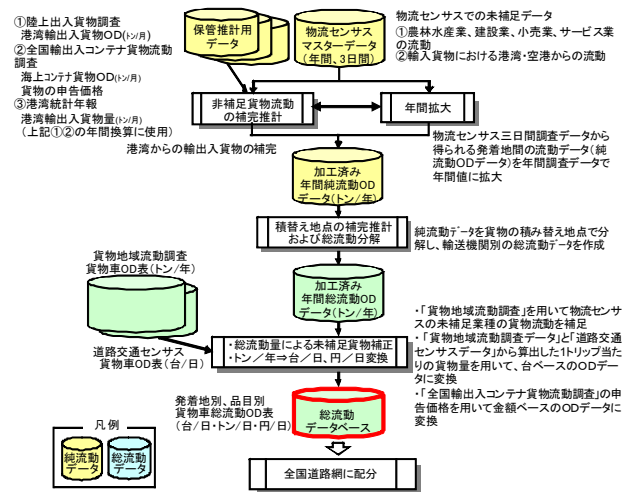 ①陸上出入貨物調査
港湾輸出入貨物OD(トン/月)
②全国輸出入コンテナ貨物流動
調査
海上コンテナ貨物OD(トン/月)
貨物の申告価格
③港湾統計年報
港湾輸出入貨物量(トン/月)
(上記①②の年間換算に使用)
保管推計用
データ
物流センサス
マスターデータ
(年間、3日間)
物流センサスでの未補足データ
①農林水産業、建設業、小売業、サービス業
の流動
②輸入貨物における港湾・空港からの流動
非補足貨物流動
の補完推計
年間拡大
港湾からの輸出入貨物の補完
物流センサス三日間調査データから
得られる発着地間の流動データ(純
流動ODデータ)を年間調査データで
年間値に拡大
加工済み
年間純流動OD
データ(トン/年)
積替え地点の補完推計
および総流動分解
純流動データを貨物の積み替え地点で分
解し、輸送機関別の総流動データを作成
貨物地域流動調査
貨物車OD表(トン/年)
加工済み
年間総流動OD
データ(トン/年)
道路交通センサス
貨物車OD表(台/日)
・総流動量による未補足貨物補正
・トン/年⇒台/日、円/日変換
・「貨物地域流動調査」を用いて物流センサ
スの未補足業種の貨物流動を補足
・「貨物地域流動調査データ」と「道路交通
センサスデータ」から算出した1トリップ当
たりの貨物量を用いて、台ベースのODデー
タに変換
・「全国輸出入コンテナ貨物流動調査」の申
告価格を用いて金額ベースのODデータに
変換
発着地別、品目別
貨物車総流動OD表
(台/日・トン/日・円/日)
総流動
データベース
凡例
純流動
データ
総流動
データ
全国道路網に配分